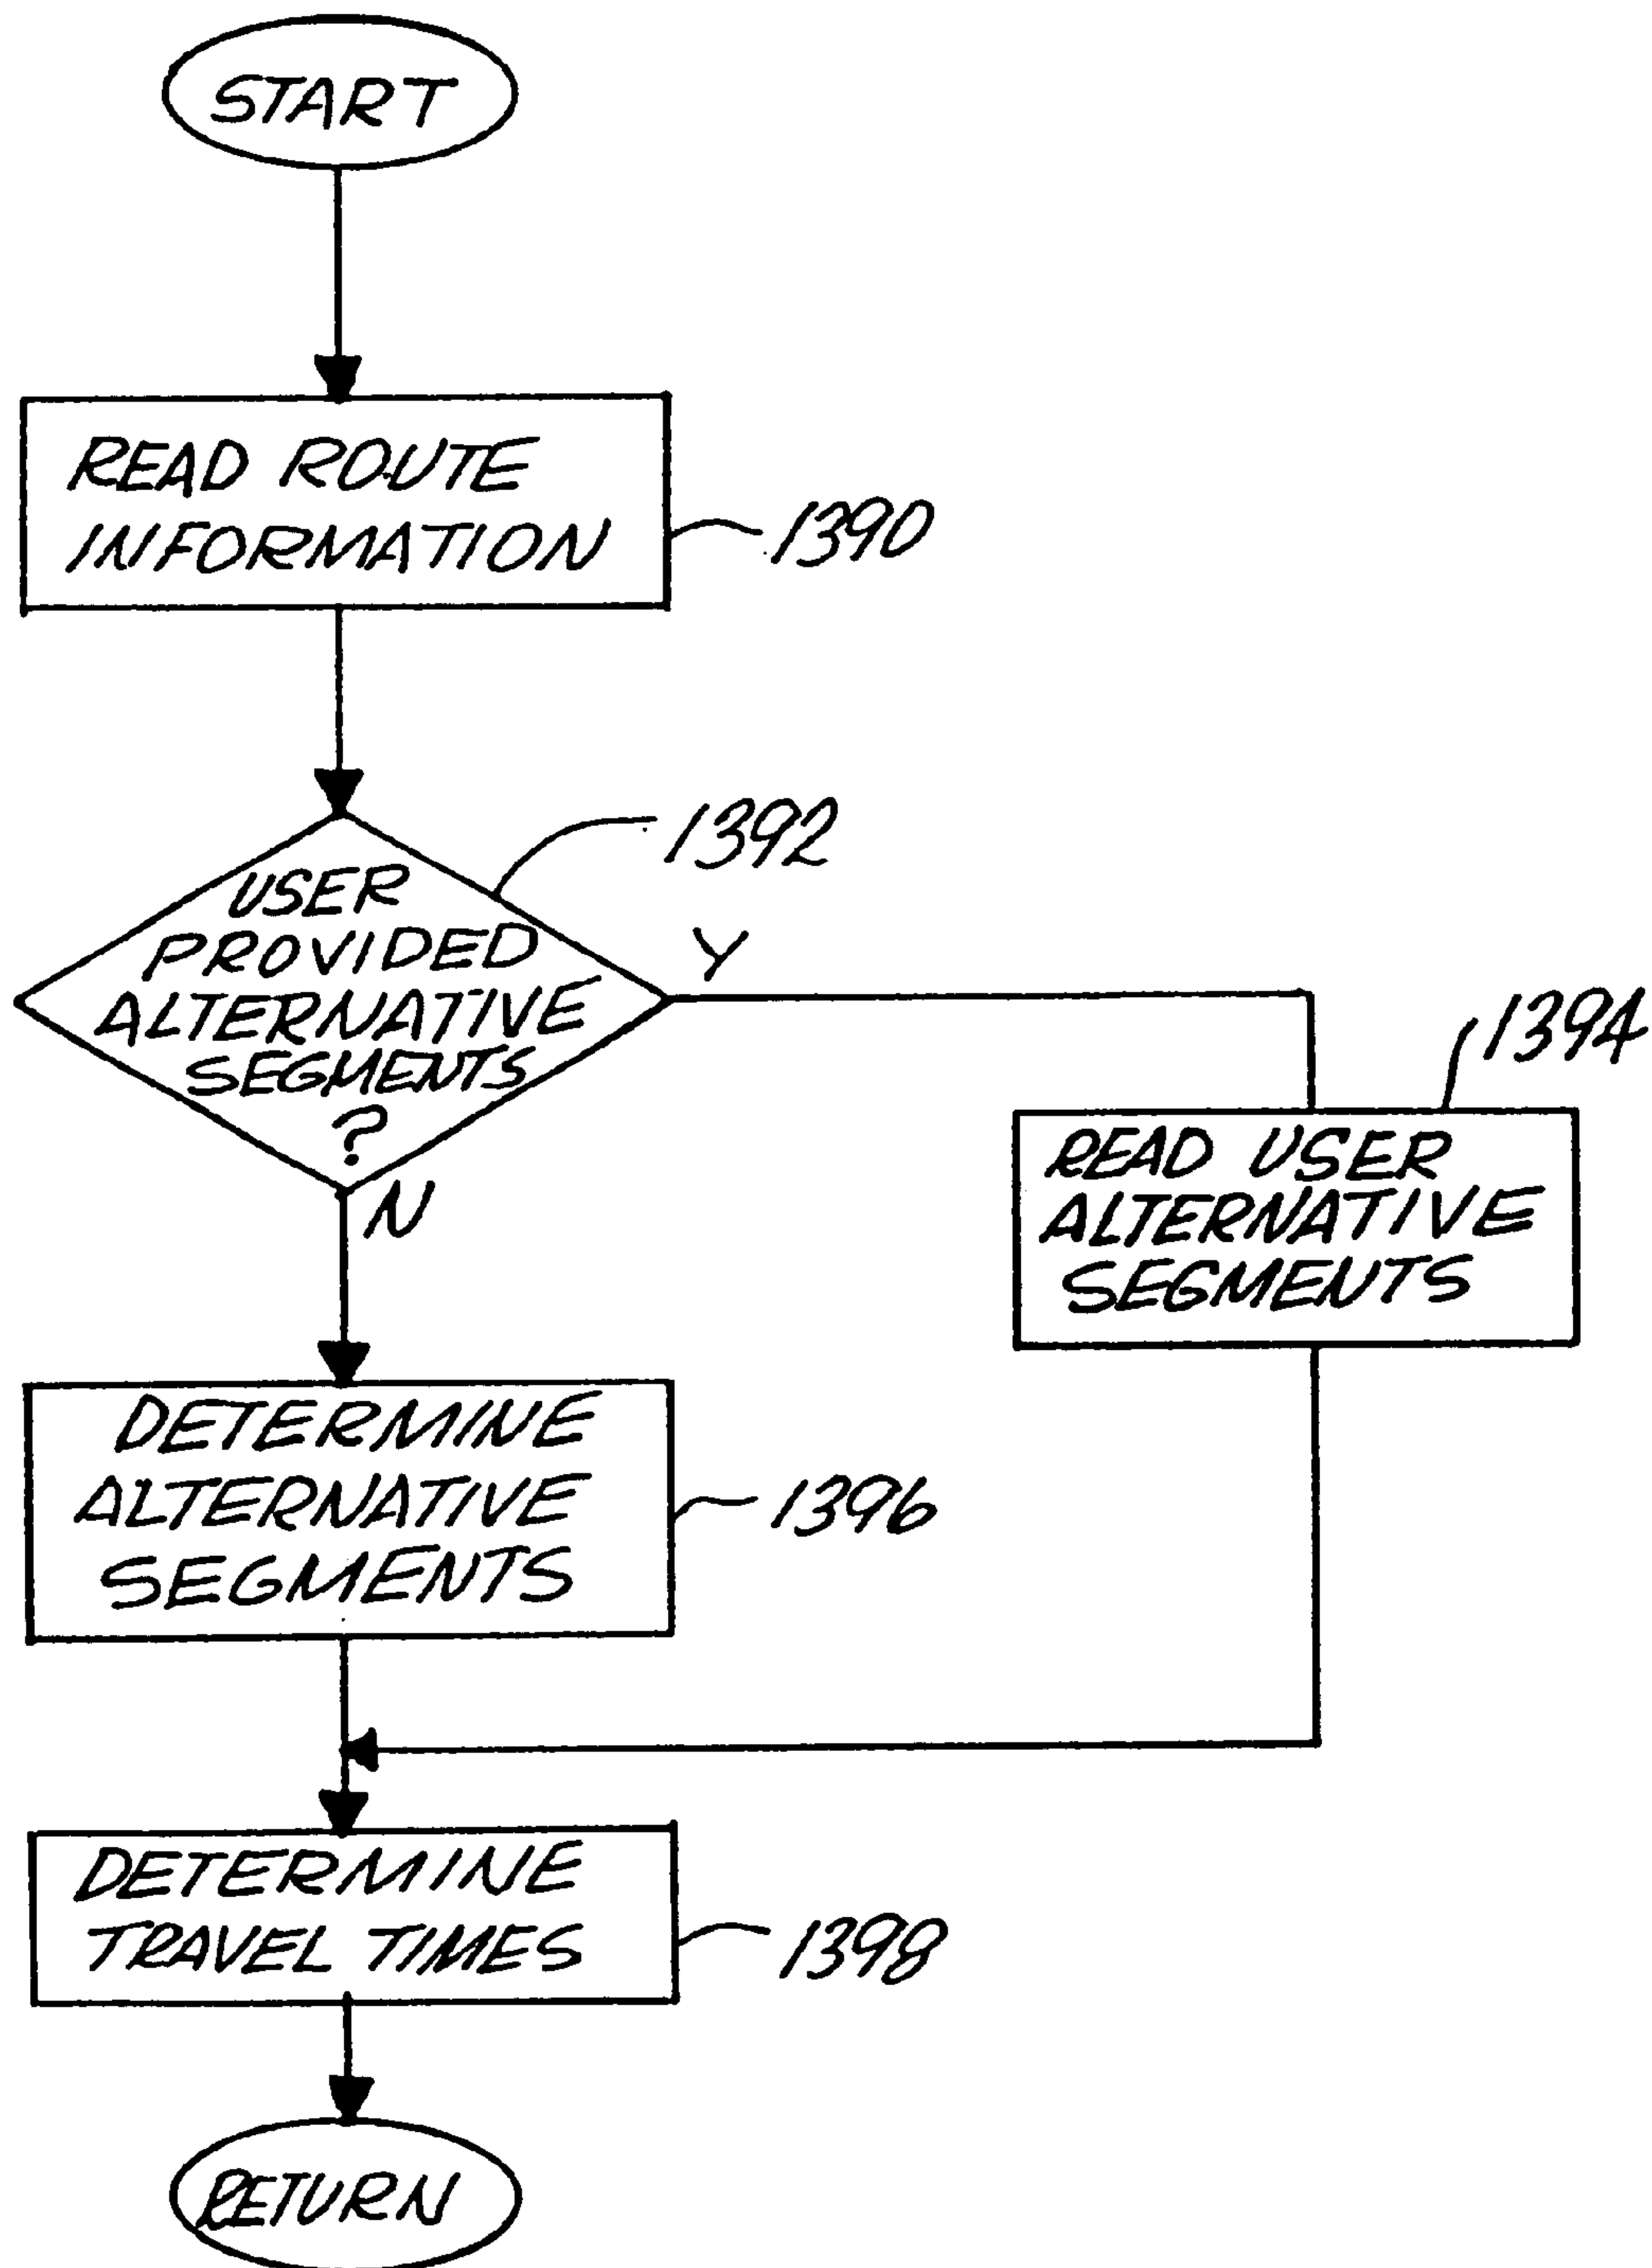 START
READ ROUTE
INFORMATION
1390
1392
USER
PROVIDED
ALTERNATIVE
SEGMENTS
?
Y
N
1394
READ USER
ALTERNATIVE
SEGMENTS
DETERMINE
ALTERNATIVE
SEGMENTS
1396
DETERMINE
TRAVEL TIMES
1398
RETURN